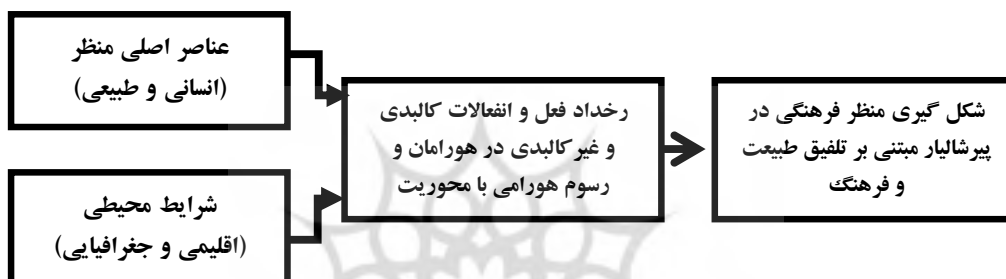 عناصر اصلی منظر
(انسانی و طبیعی)
شرایط محیطی
(اقلیمی و جغرافیایی)
رخداد فعل و انفعالات کالبدی
و غیرکالبدی در هورامان و
رسوم هورامی با محوریت
شکل گیری منظر فرهنگی در
پیرشالیار مبتنی بر تلفیق طبیعت
و فرهنگ